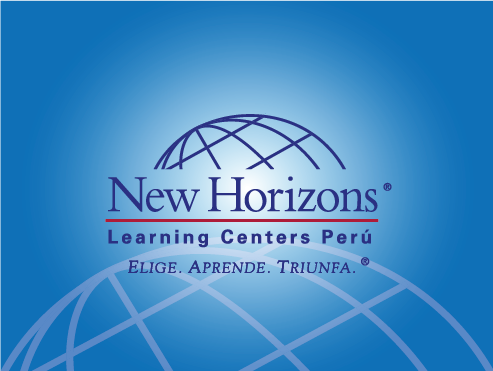 New Horizons®
Learning Centers Perú
ELIGE. APRENDE. TRIUNFA.®